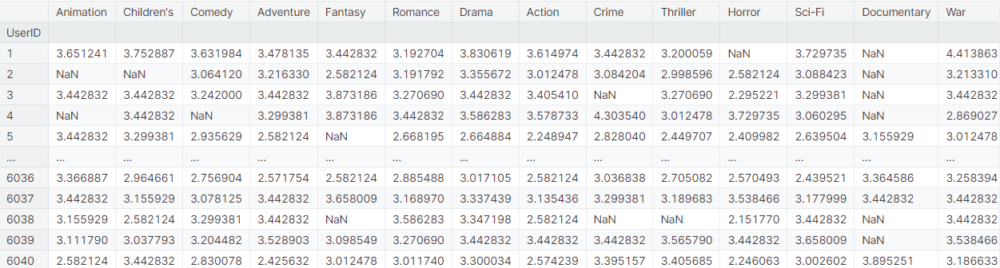 Animation Children's Comedy Adventure Fantasy Romance Drama Action Crime Thriller Horror Sci-Fi Documentary War
UserID
1 3.651241 3.752887 3.631984 3.478135 3.442832 3.192704 3.830619 3.614974 3.442832 3.200059 NaN 3.729735 NaN 4.413863
2 NaN NaN 3.064120 3.216330 2.582124 3.191792 3.355672 3.012478 3.084204 2.998596 2.582124 3.088423 NaN 3.213310
3 3.442832 3.442832 3.242000 3.442832 3.873186 3.270690 3.442832 3.405410 NaN 3.270690 2.295221 3.299381 NaN 3.442832
4 NaN 3.442832 NaN 3.299381 3.873186 3.442832 3.586283 3.578733 4.303540 3.012478 3.729735 3.060295 NaN 2.869027
5 3.442832 3.299381 2.935629 2.582124 NaN 2.668195 2.664884 2.248947 2.828040 2.449707 2.409982 2.639504 3.155929 3.012478
... ... ... ... ... ... ... ... ... ... ... ... ... ... ...
6036 3.366887 2.964661 2.756904 2.571754 2.582124 2.885488 3.017105 2.582124 3.036838 2.705082 2.570493 2.439521 3.364586 3.258394
6037 3.442832 3.155929 3.078125 3.442832 3.658009 3.168970 3.337439 3.135436 3.299381 3.189683 3.538466 3.177999 3.442832 3.442832
6038 3.155929 2.582124 3.299381 3.442832 NaN 3.586283 3.347198 2.582124 NaN NaN 2.151770 3.442832 NaN 3.442832
6039 3.111790 3.037793 3.204482 3.528903 3.098549 3.270690 3.442832 3.442832 3.442832 3.565790 3.442832 3.658009 NaN 3.538466
6040 2.582124 3.442832 2.830078 2.425632 3.012478 3.011740 3.300034 2.574239 3.395157 3.405685 2.246063 3.002602 3.895251 3.186633